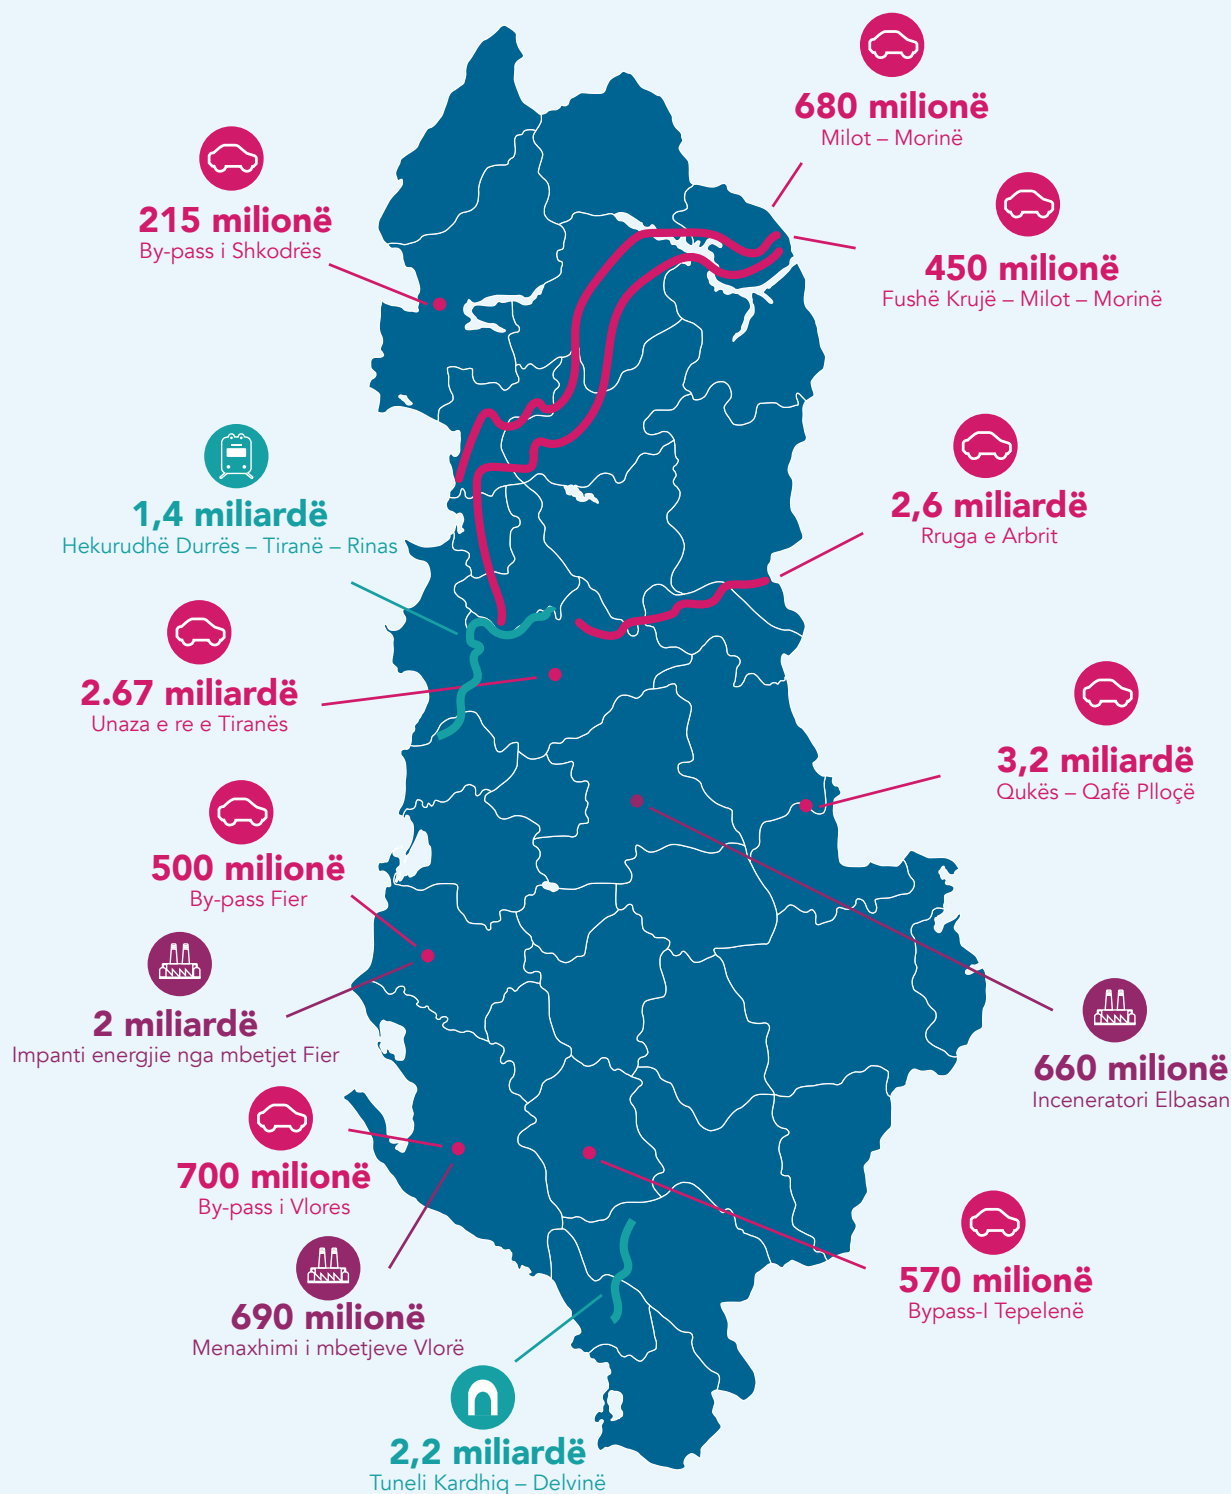 680 milionë
Milot – Morinë
215 milionë
By-pass i Shkodrës
450 milionë
Fushë Krujë – Milot – Morinë
1,4 miliardë
Hekurudhë Durrës – Tiranë – Rinas
2,6 miliardë
Rruga e Arbrit
2.67 miliardë
Unaza e re e Tiranës
3,2 miliardë
Qukës – Qafë Plloçë
500 milionë
By-pass Fier
2 miliardë
Impanti energjie nga mbetjet Fier
660 milionë
Inceneratori Elbasan
700 milionë
By-pass i Vlores
570 milionë
Bypass-I Tepelenë
690 milionë
Menaxhimi i mbetjeve Vlorë
2,2 miliardë
Tuneli Kardhiq – Delvinë